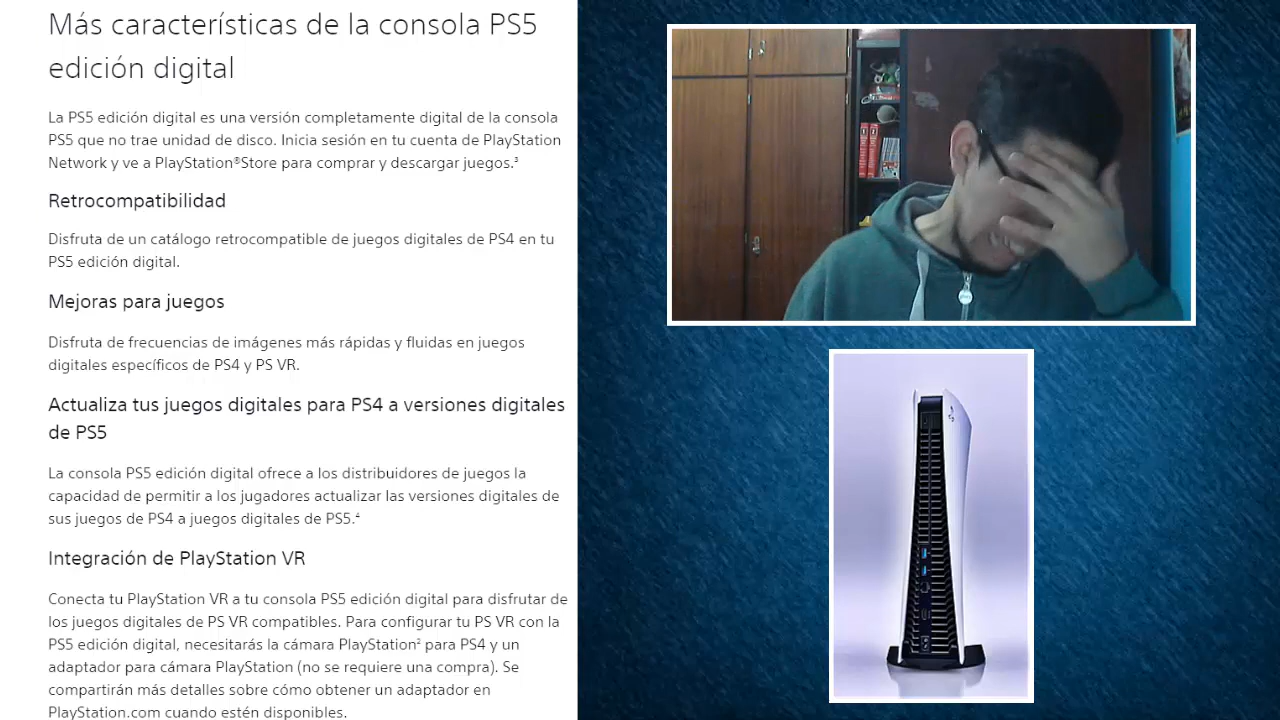 Más características de la consola PS5
edición digital
La PS5 edición digital es una versión completamente digital de la consola
PS5 que no trae unidad de disco. Inicia sesión en tu cuenta de PlayStation
Network y ve a PlayStation®Store para comprar y descargar juegos.³
Retrocompatibilidad
Disfruta de un catálogo retrocompatible de juegos digitales de PS4 en tu
PS5 edición digital.
Mejoras para juegos
Disfruta de frecuencias de imágenes más rápidas y fluidas en juegos
digitales específicos de PS4 y PS VR.
Actualiza tus juegos digitales para PS4 a versiones digitales
de PS5
La consola PS5 edición digital ofrece a los distribuidores de juegos la
capacidad de permitir a los jugadores actualizar las versiones digitales de
sus juegos de PS4 a juegos digitales de PS5.⁴
Integración de PlayStation VR
Conecta tu PlayStation VR a tu consola PS5 edición digital para disfrutar de
los juegos digitales de PS VR compatibles. Para configurar tu PS VR con la
PS5 edición digital, necesitas la cámara PlayStation² para PS4 y un
adaptador para cámara PlayStation (no se requiere una compra). Se
compartirán más detalles sobre cómo obtener un adaptador en
PlayStation.com cuando estén disponibles.